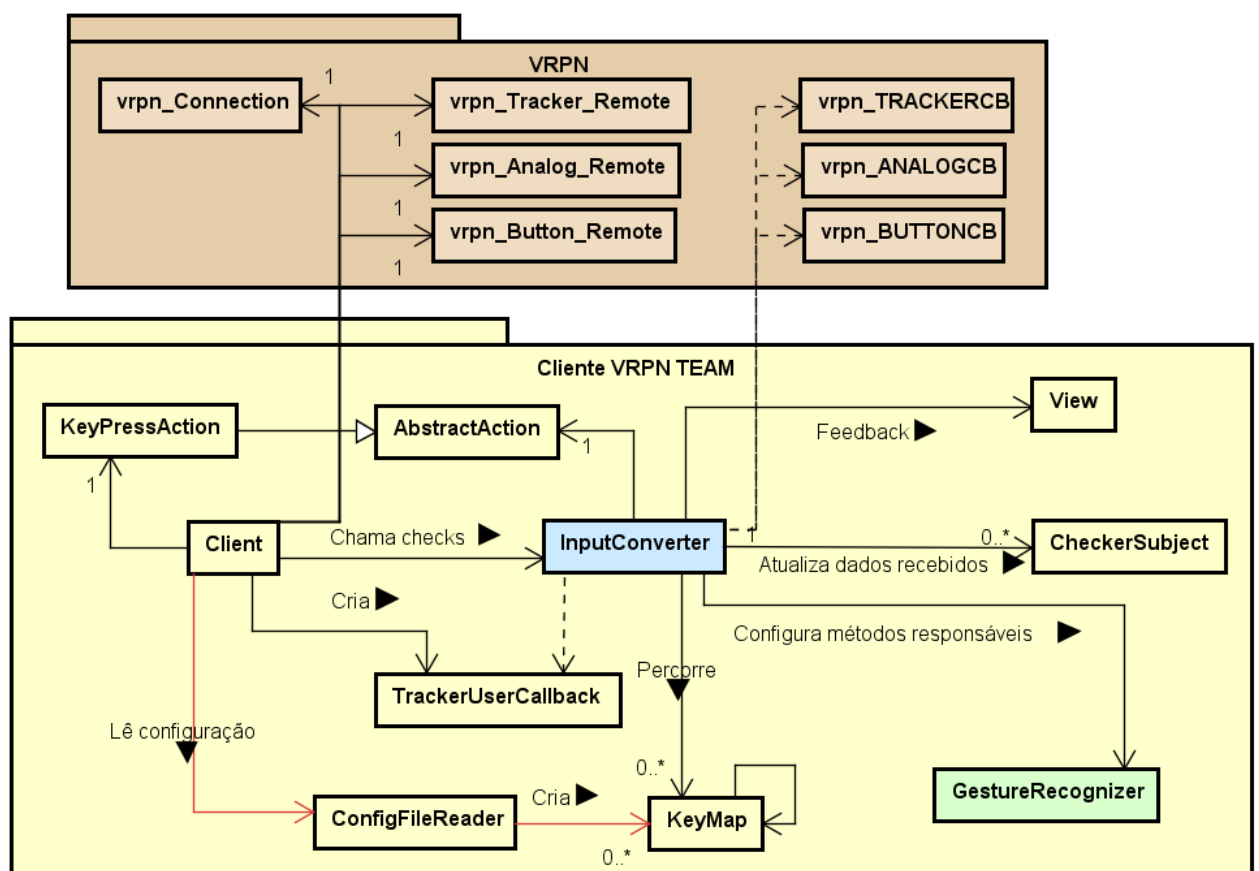 VRPN
1
vrpn_Connection
vrpn_Tracker_Remote
vrpn_TRACKERCB
1
vrpn_Analog_Remote
vrpn_ANALOGCB
1
vrpn_Button_Remote
vrpn_BUTTONCB
1
Cliente VRPN TEAM
KeyPressAction
AbstractAction
View
Feedback
1
1
Client
Chama checks
InputConverter
1
0..*
CheckerSubject
Atualiza dados recebidos
Cria
Configura métodos responsáveis
Percorre
TrackerUserCallback
Lê configuração
0..*
GestureRecognizer
Cria
ConfigFileReader
KeyMap
0..*